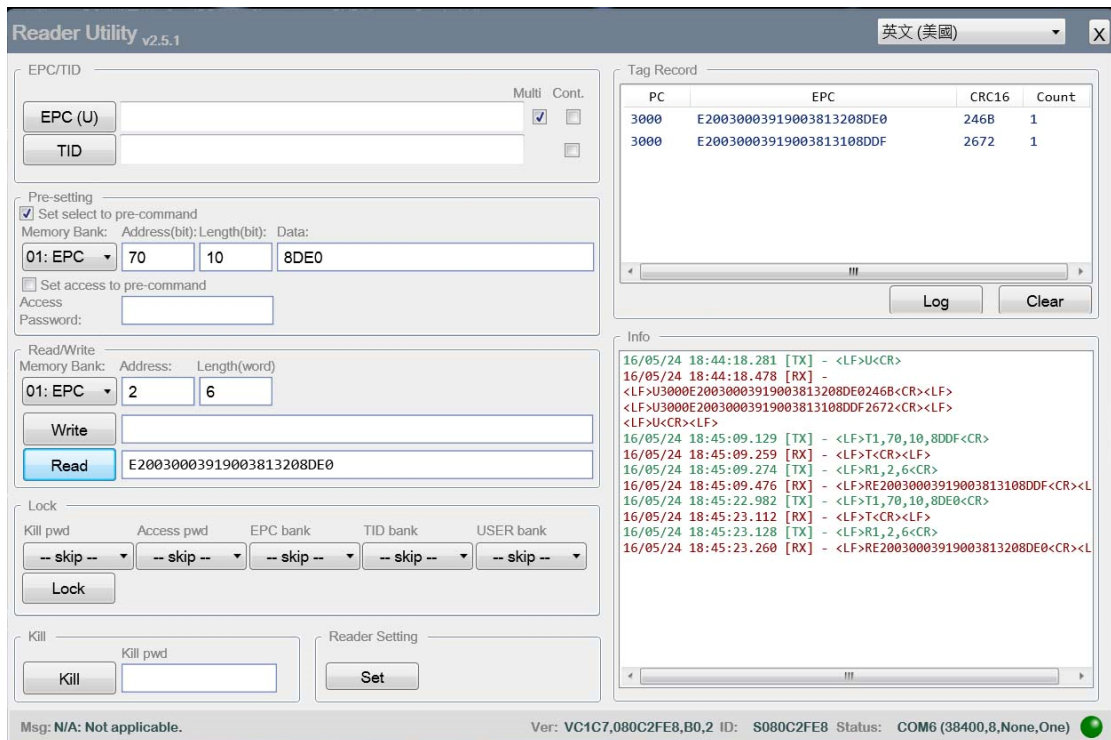 Reader Utility v2.5.1
英文 (美國)
X
EPC/TID
Multi Cont.
EPC (U)
TID
Pre-setting
Set select to pre-command
Memory Bank: Address(bit): Length(bit): Data:
01: EPC 70 10 8DE0
Set access to pre-command
Access
Password:
Read/Write
Memory Bank: Address: Length(word)
01: EPC 2 6
Write
Read E20030003919003813208DE0
Lock
Kill pwd Access pwd EPC bank TID bank USER bank
-- skip -- -- skip -- -- skip -- -- skip -- -- skip --
Lock
Kill
Kill pwd
Kill
Reader Setting
Set
Tag Record
PC EPC CRC16 Count
3000 E20030003919003813208DE0 246B 1
3000 E20030003919003813108DDF 2672 1
Log Clear
Info
16/05/24 18:44:18.281 [TX] - <LF>U<CR>
16/05/24 18:44:18.478 [RX] -
<LF>U3000E20030003919003813208DE0246B<CR><LF>
<LF>U3000E20030003919003813108DDF2672<CR><LF>
<LF>U<CR><LF>
16/05/24 18:45:09.129 [TX] - <LF>T1,70,10,8DDF<CR>
16/05/24 18:45:09.259 [RX] - <LF>T<CR><LF>
16/05/24 18:45:09.274 [TX] - <LF>R1,2,6<CR>
16/05/24 18:45:09.476 [RX] - <LF>RE20030003919003813108DDF<CR><L
16/05/24 18:45:22.982 [TX] - <LF>T1,70,10,8DE0<CR>
16/05/24 18:45:23.112 [RX] - <LF>T<CR><LF>
16/05/24 18:45:23.128 [TX] - <LF>R1,2,6<CR>
16/05/24 18:45:23.260 [RX] - <LF>RE20030003919003813208DE0<CR><L
Msg: N/A: Not applicable. Ver: VC1C7,080C2FE8,B0,2 ID: S080C2FE8 Status: COM6 (38400,8,None,One)